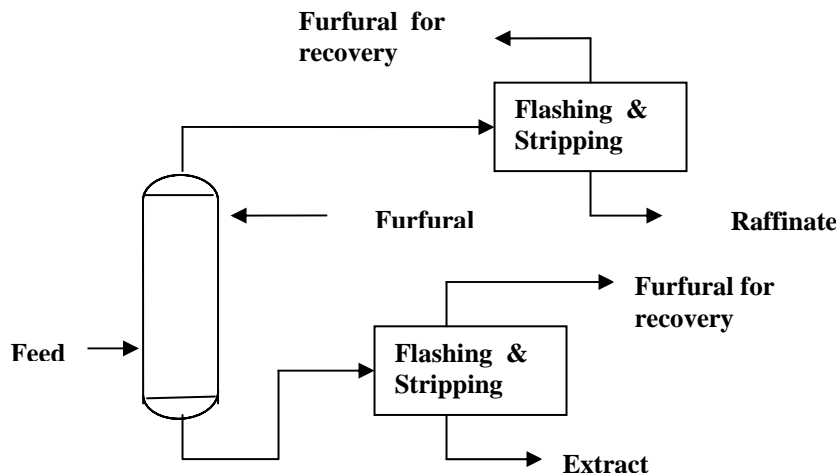 Furfural for
recovery
Flashing &
Stripping
Furfural
Raffinate
Furfural for
recovery
Feed
Flashing &
Stripping
Extract